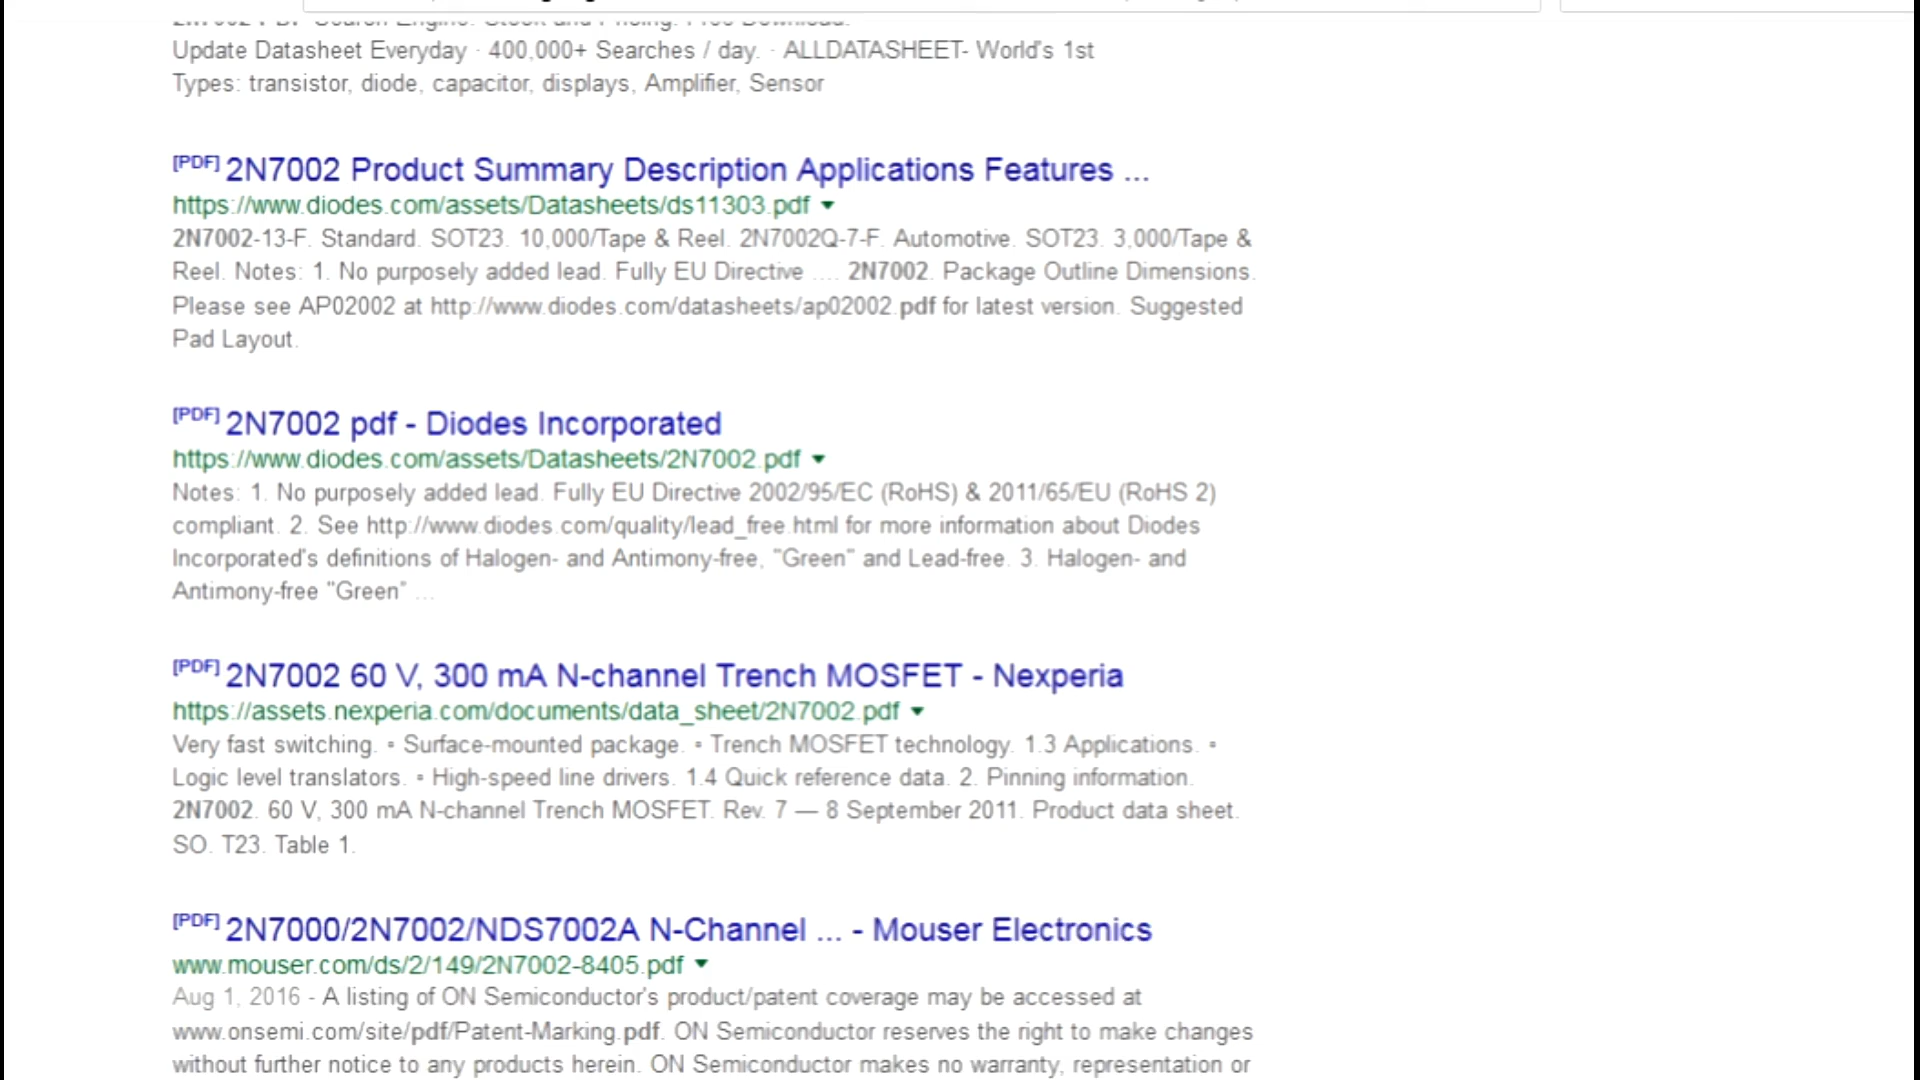 2N7002 PDF Search Engine. Stock and Pricing. Free Download.
Update Datasheet Everyday · 400,000+ Searches / day. · ALLDATASHEET- World's 1st
Types: transistor, diode, capacitor, displays, Amplifier, Sensor
[PDF] 2N7002 Product Summary Description Applications Features ...
https://www.diodes.com/assets/Datasheets/ds11303.pdf
2N7002-13-F. Standard. SOT23. 10,000/Tape & Reel. 2N7002Q-7-F. Automotive. SOT23. 3,000/Tape &
Reel. Notes: 1. No purposely added lead. Fully EU Directive .... 2N7002. Package Outline Dimensions.
Please see AP02002 at http://www.diodes.com/datasheets/ap02002.pdf for latest version. Suggested
Pad Layout.
[PDF] 2N7002 pdf - Diodes Incorporated
https://www.diodes.com/assets/Datasheets/2N7002.pdf
Notes: 1. No purposely added lead. Fully EU Directive 2002/95/EC (RoHS) & 2011/65/EU (RoHS 2)
compliant. 2. See http://www.diodes.com/quality/lead_free.html for more information about Diodes
Incorporated's definitions of Halogen- and Antimony-free, "Green" and Lead-free. 3. Halogen- and
Antimony-free "Green" ...
[PDF] 2N7002 60 V, 300 mA N-channel Trench MOSFET - Nexperia
https://assets.nexperia.com/documents/data_sheet/2N7002.pdf
Very fast switching. ▫ Surface-mounted package. ▫ Trench MOSFET technology. 1.3 Applications. ▫
Logic level translators. ▫ High-speed line drivers. 1.4 Quick reference data. 2. Pinning information.
2N7002. 60 V, 300 mA N-channel Trench MOSFET. Rev. 7 — 8 September 2011. Product data sheet.
SO. T23. Table 1.
[PDF] 2N7000/2N7002/NDS7002A N-Channel ... - Mouser Electronics
www.mouser.com/ds/2/149/2N7002-8405.pdf
Aug 1, 2016 - A listing of ON Semiconductor's product/patent coverage may be accessed at
www.onsemi.com/site/pdf/Patent-Marking.pdf. ON Semiconductor reserves the right to make changes
without further notice to any products herein. ON Semiconductor makes no warranty, representation or